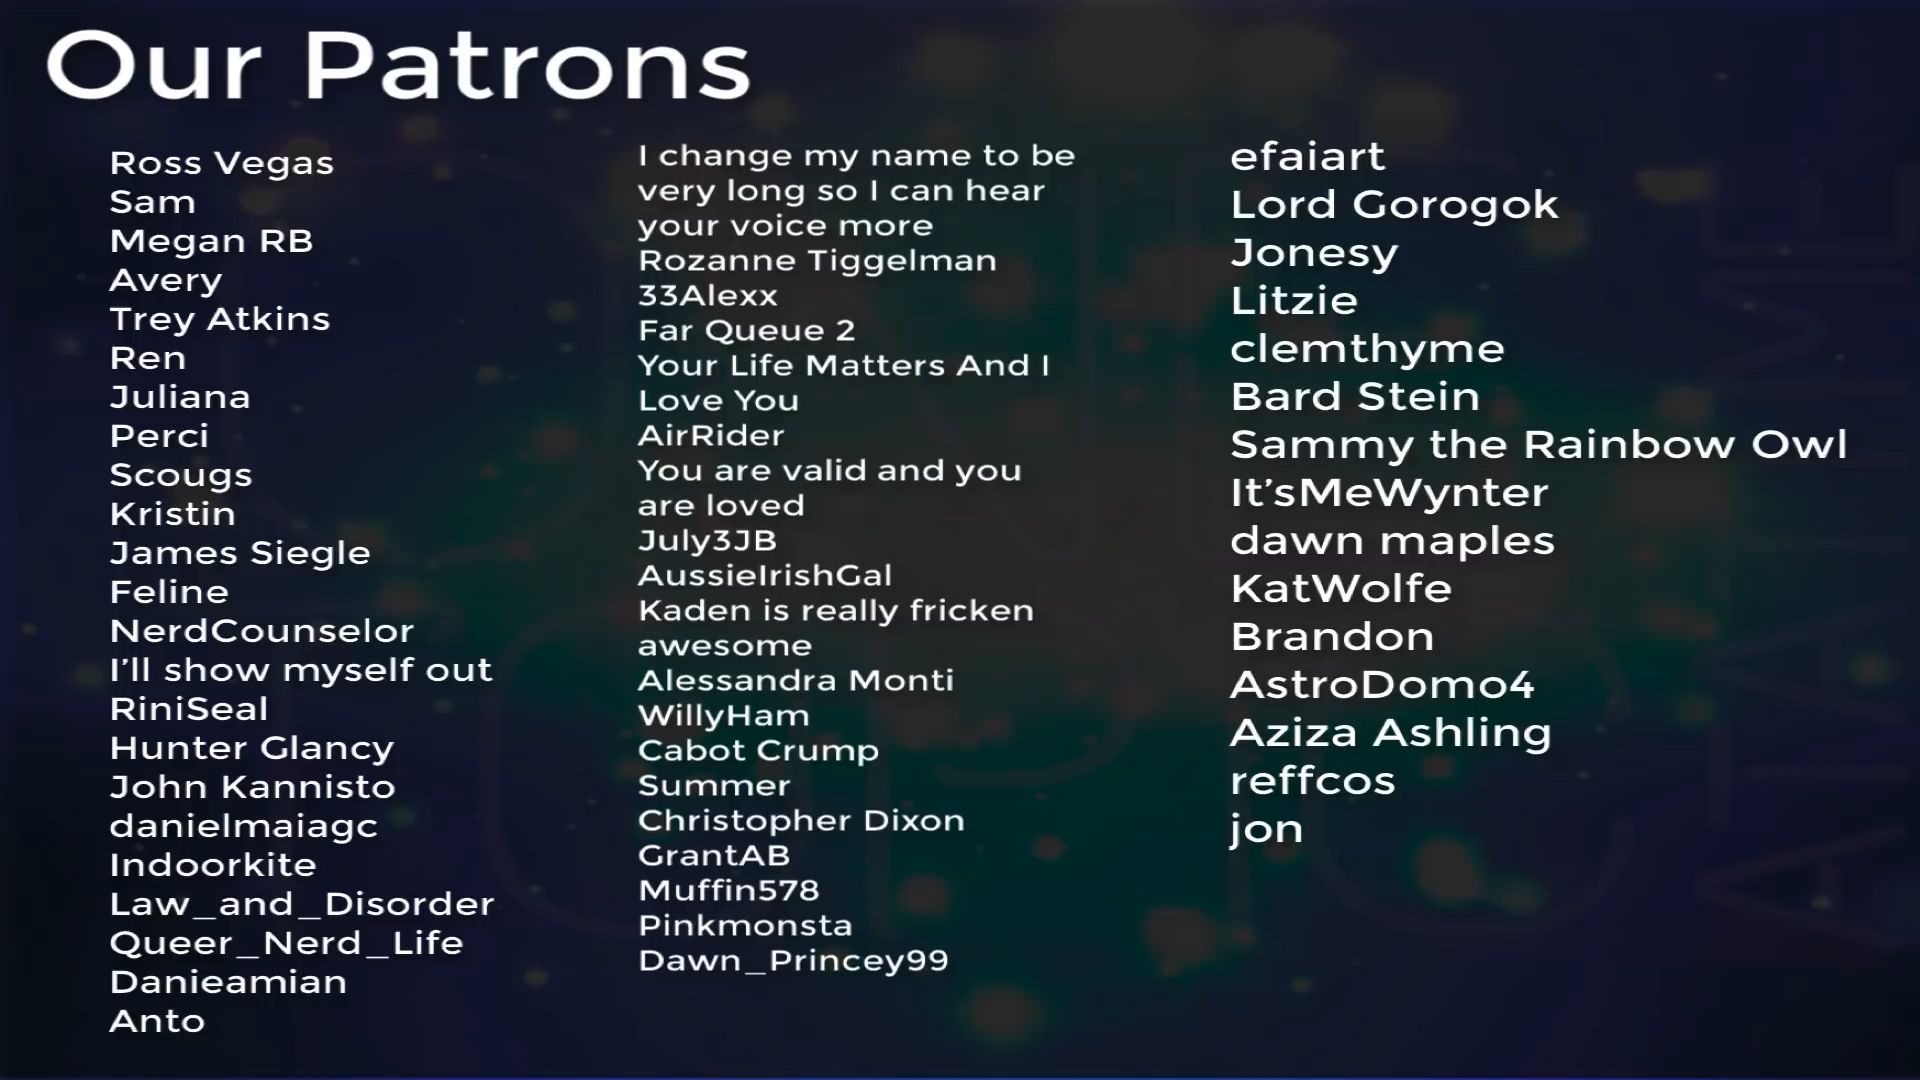 Our Patrons
Ross Vegas
Sam
Megan RB
Avery
Trey Atkins
Ren
Juliana
Perci
Scougs
Kristin
James Siegle
Feline
NerdCounselor
I'll show myself out
RiniSeal
Hunter Glancy
John Kannisto
danielmaiagc
Indoorkite
Law_and_Disorder
Queer_Nerd_Life
Danieamian
Anto
I change my name to be
very long so I can hear
your voice more
Rozanne Tiggelman
33Alexx
Far Queue 2
Your Life Matters And I
Love You
AirRider
You are valid and you
are loved
July3JB
AussieIrishGal
Kaden is really fricken
awesome
Alessandra Monti
WillyHam
Cabot Crump
Summer
Christopher Dixon
GrantAB
Muffin578
Pinkmonsta
Dawn_Princey99
efaiart
Lord Gorogok
Jonesy
Litzie
clemthyme
Bard Stein
Sammy the Rainbow Owl
It’sMeWynter
dawn maples
KatWolfe
Brandon
AstroDomo4
Aziza Ashling
reffcos
jon